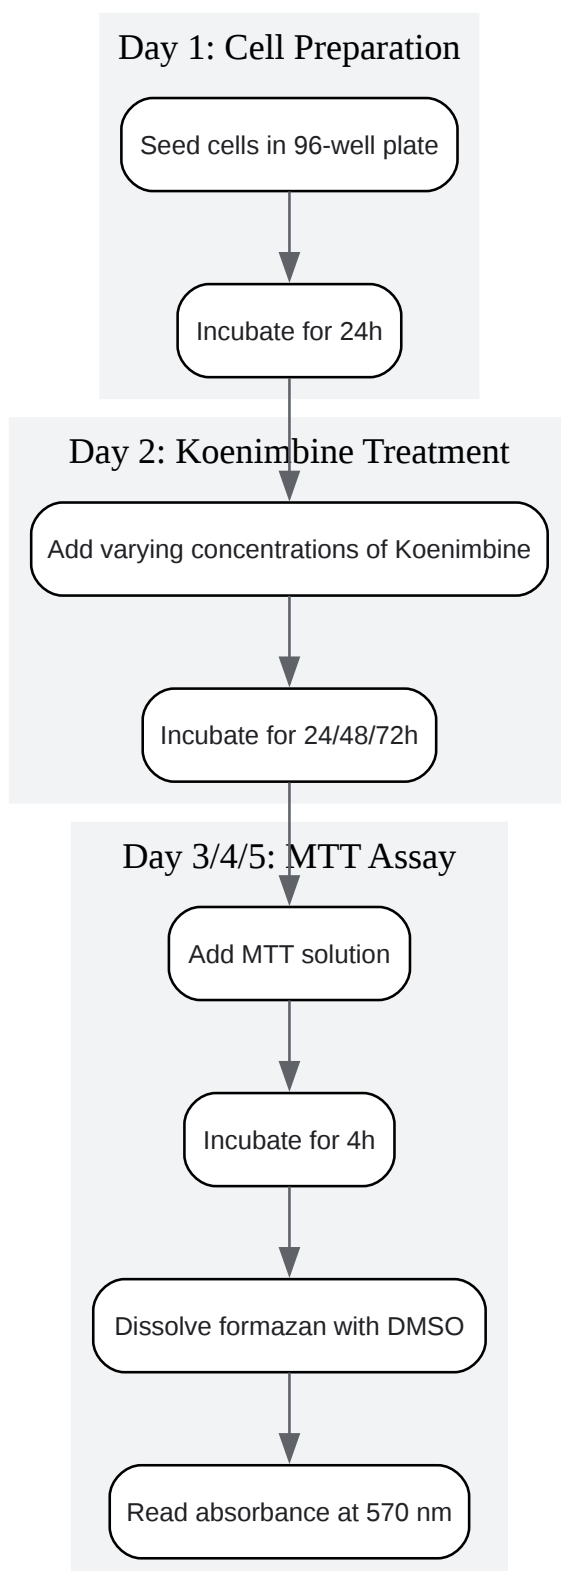 Day 1: Cell Preparation
Seed cells in 96-well plate
Incubate for 24h
Day 2: Koenimbine Treatment
Add varying concentrations of Koenimbine
Incubate for 24/48/72h
Day 3/4/5: MTT Assay
Add MTT solution
Incubate for 4h
Dissolve formazan with DMSO
Read absorbance at 570 nm